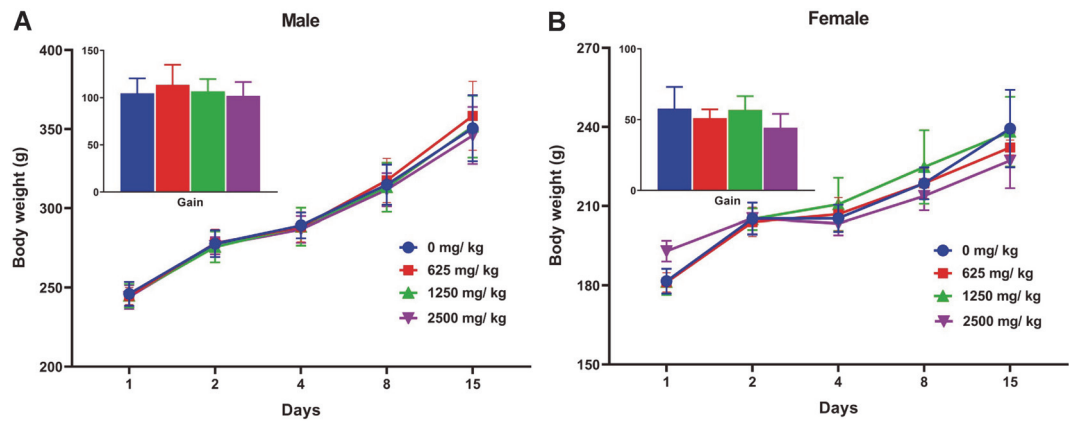 A
Male
400
350
300
250
200
Body weight (g)
150
100
50
0
Gain
0 mg/ kg
625 mg/ kg
1250 mg/ kg
2500 mg/ kg
1 2 4 8 15
Days
B
Female
270
240
210
180
150
Body weight (g)
100
50
0
Gain
0 mg/ kg
625 mg/ kg
1250 mg/ kg
2500 mg/ kg
1 2 4 8 15
Days